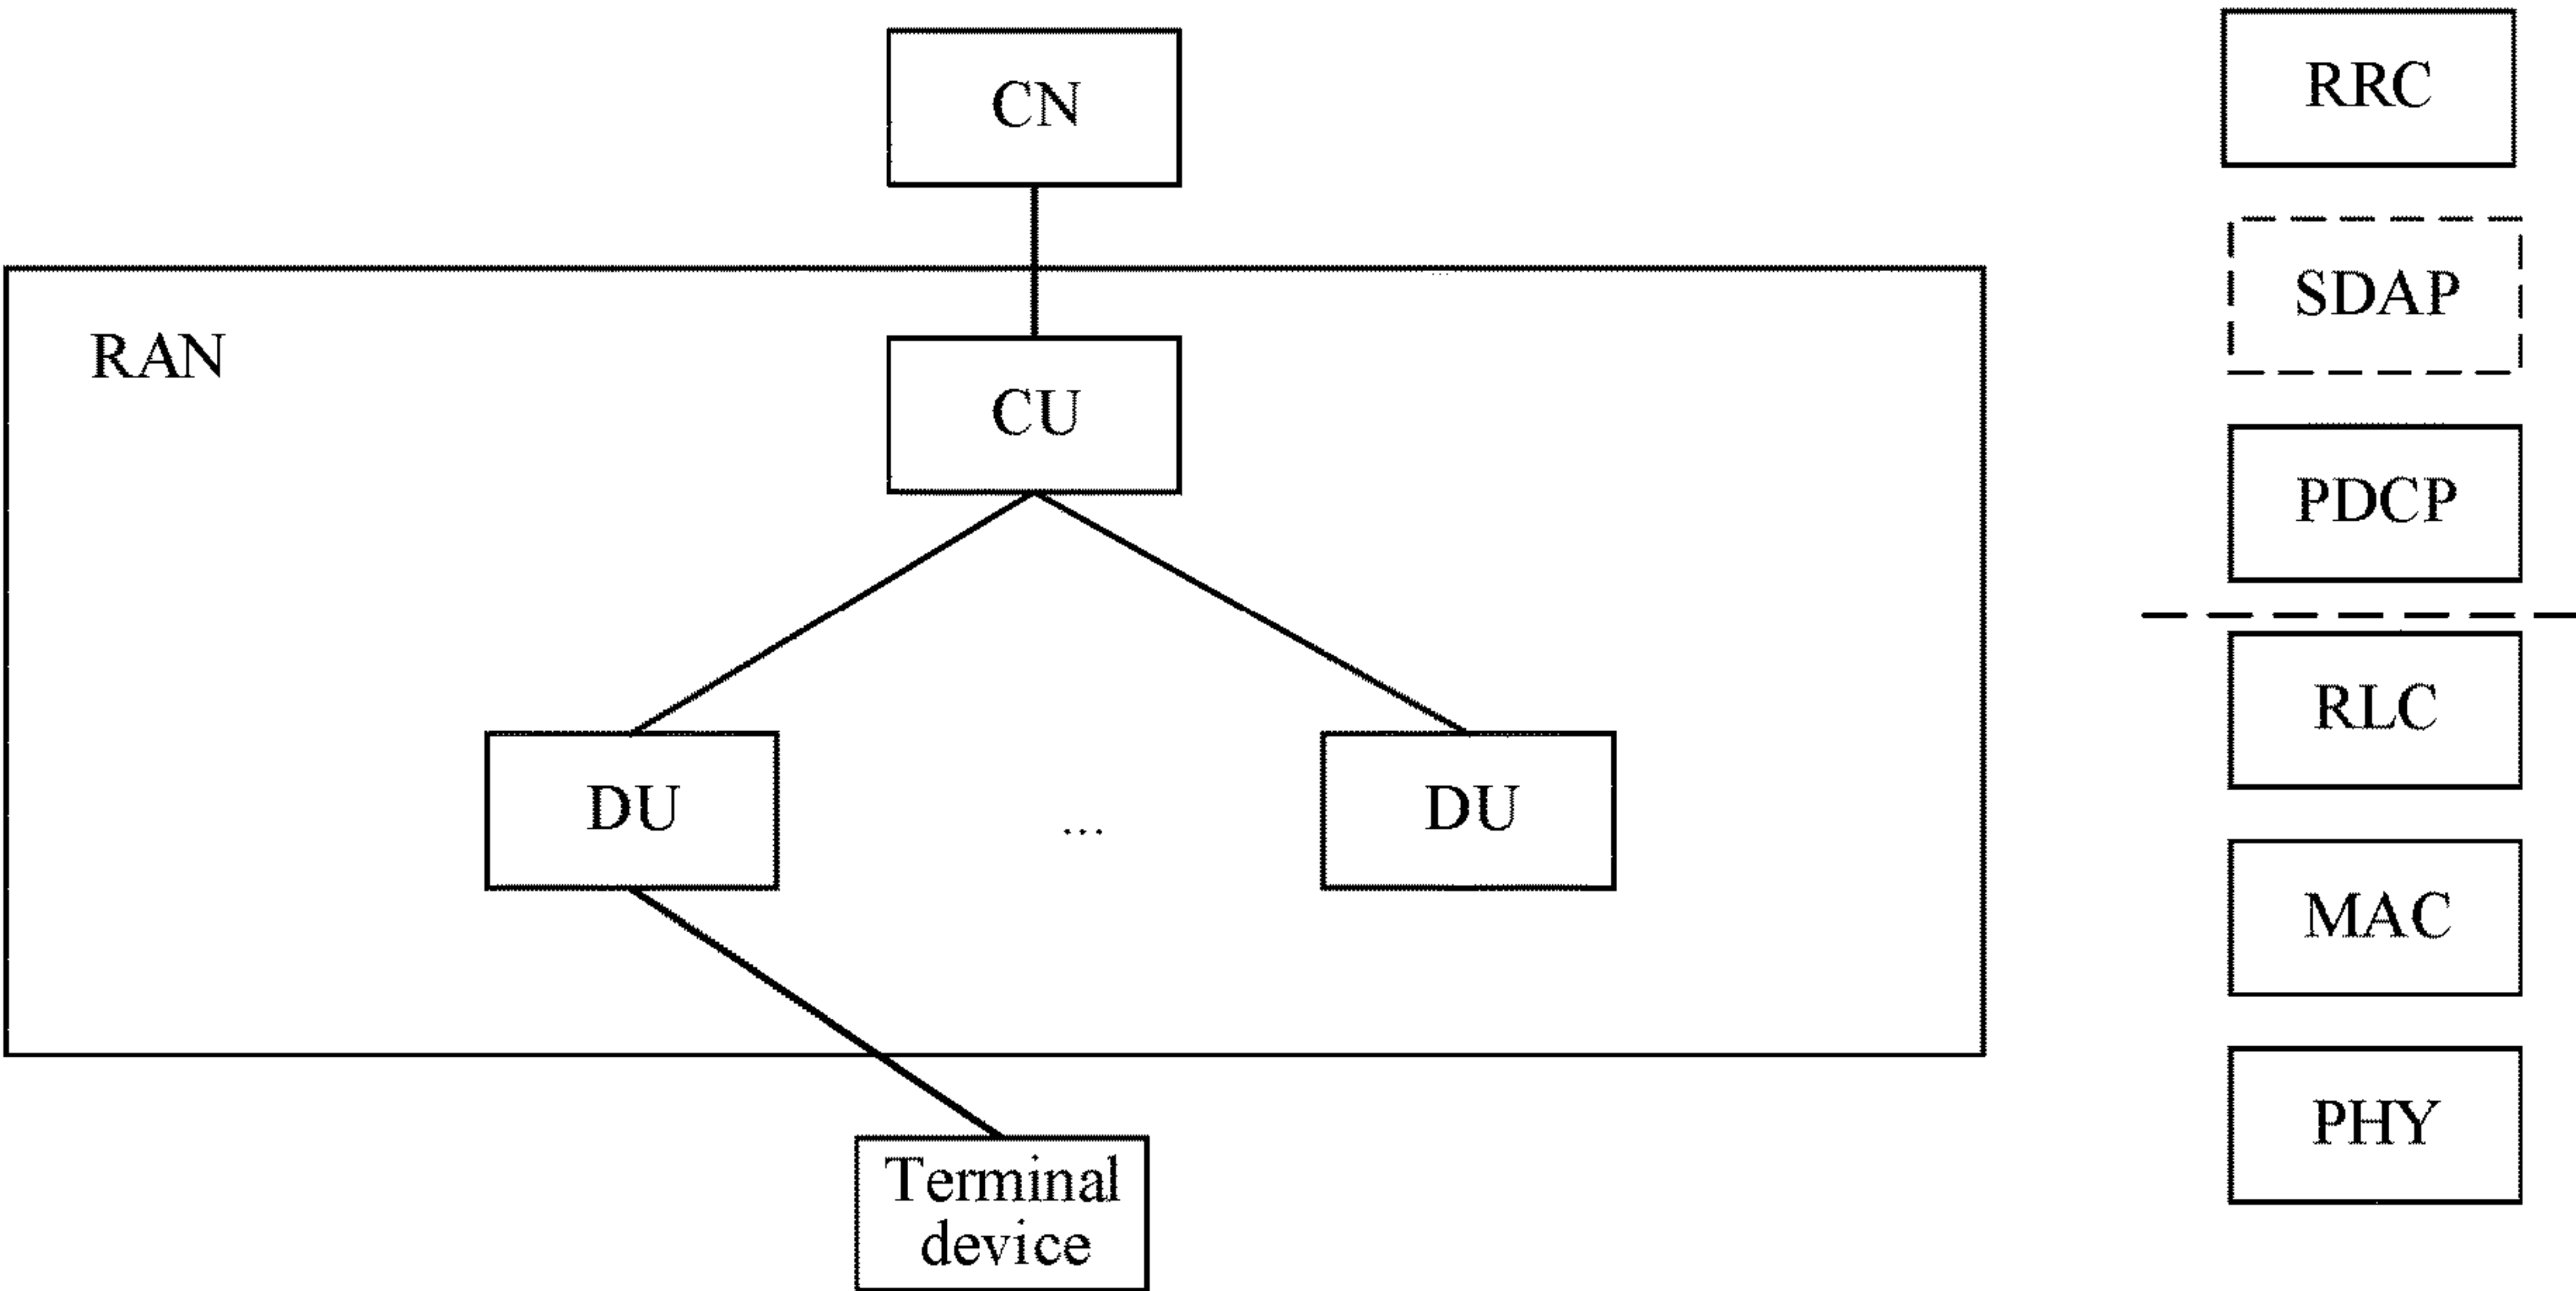 CN
RAN
CU
DU
...
DU
Terminal
device
RRC
SDAP
PDCP
RLC
MAC
PHY